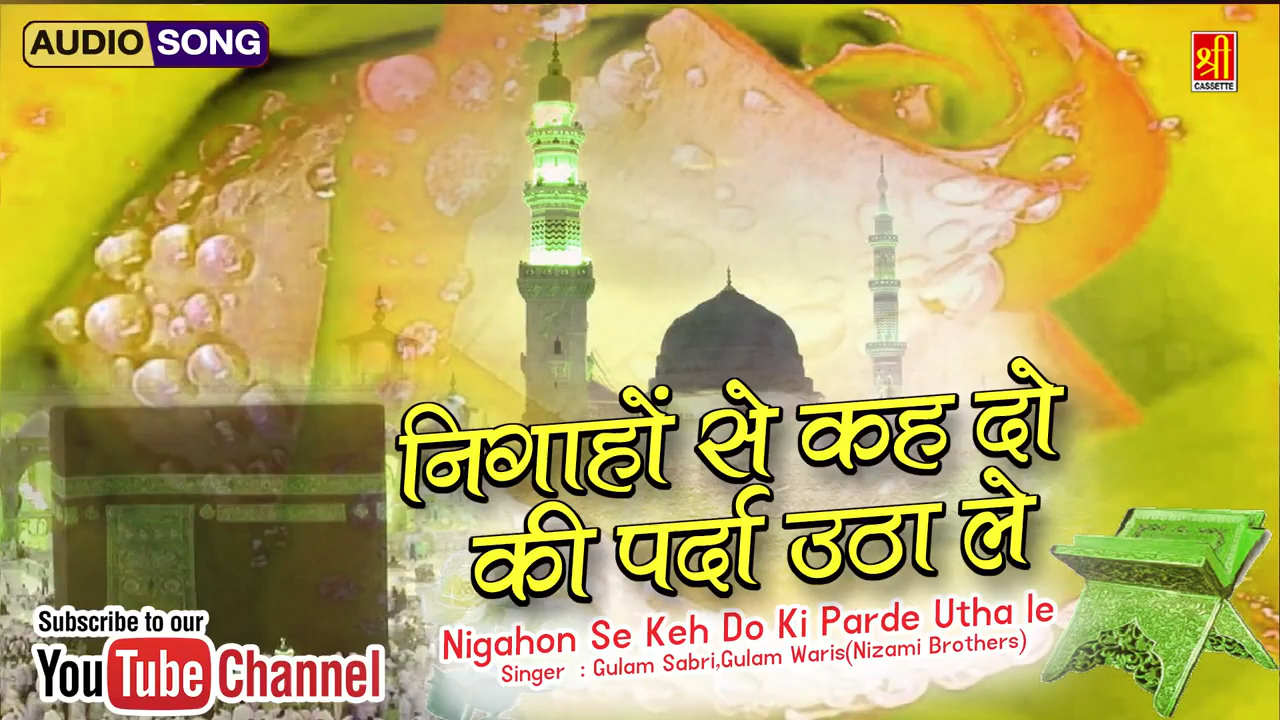 AUDIO SONG
श्री
CASSETTE
निगाहों से कह दो
की पर्दा उठा ले
Nigahon Se Keh Do Ki Parde Utha le
Singer : Gulam Sabri,Gulam Waris(Nizami Brothers)
Subscribe to our
YouTube Channel